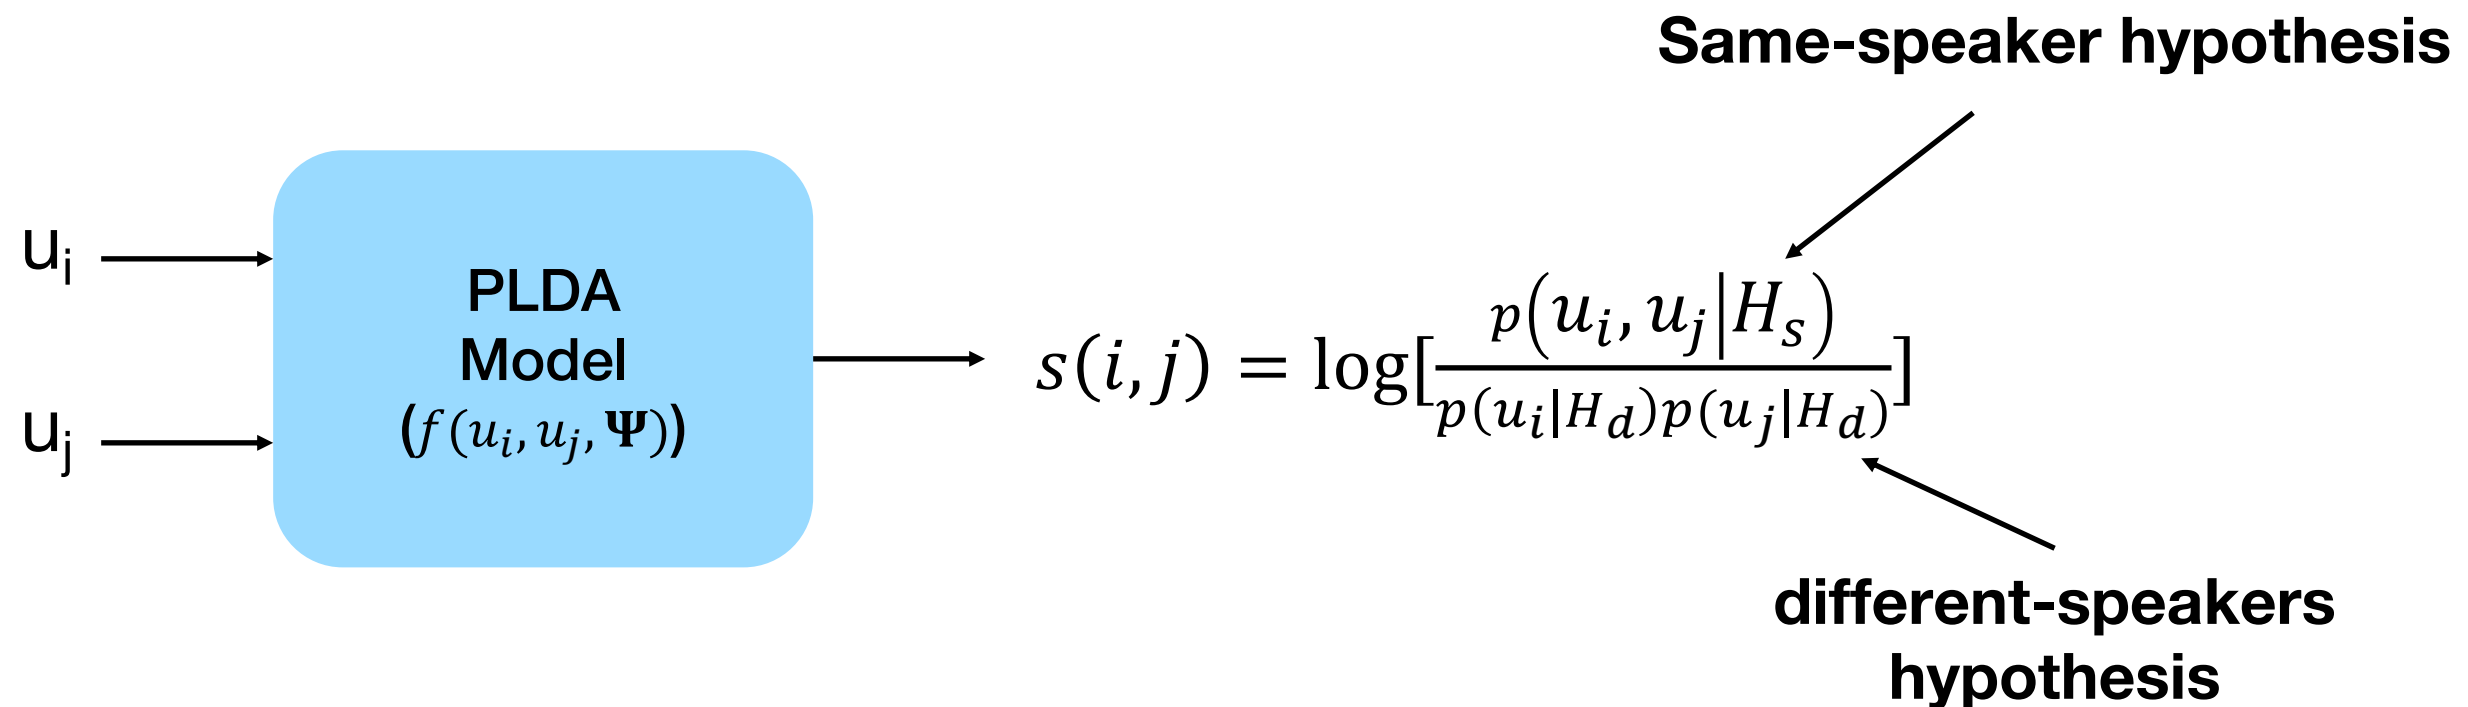 Same-speaker hypothesis
u_i
u_j
PLDA
Model
(f(u_i, u_j, Ψ))
s(i, j) = log[p(u_i, u_j|H_s) / p(u_i|H_d)p(u_j|H_d)]
different-speakers
hypothesis